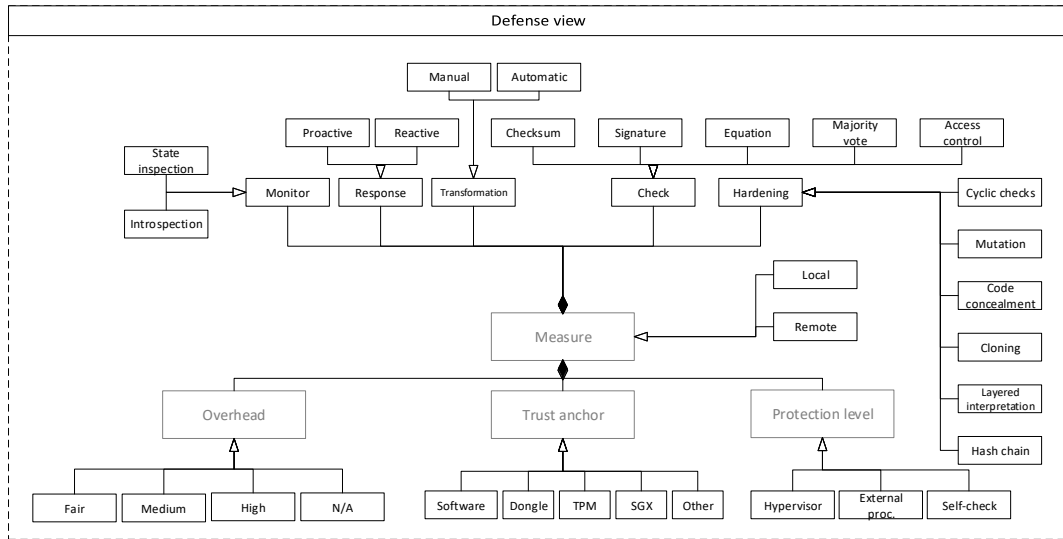 Defense view
Manual
Automatic
Proactive
Reactive
Checksum
Signature
Equation
Majority
vote
Access
control
State
inspection
Introspection
Monitor
Response
Transformation
Check
Hardening
Cyclic checks
Mutation
Code
concealment
Cloning
Layered
interpretation
Hash chain
Local
Remote
Measure
Overhead
Trust anchor
Protection level
Fair
Medium
High
N/A
Software
Dongle
TPM
SGX
Other
Hypervisor
External
proc.
Self-check